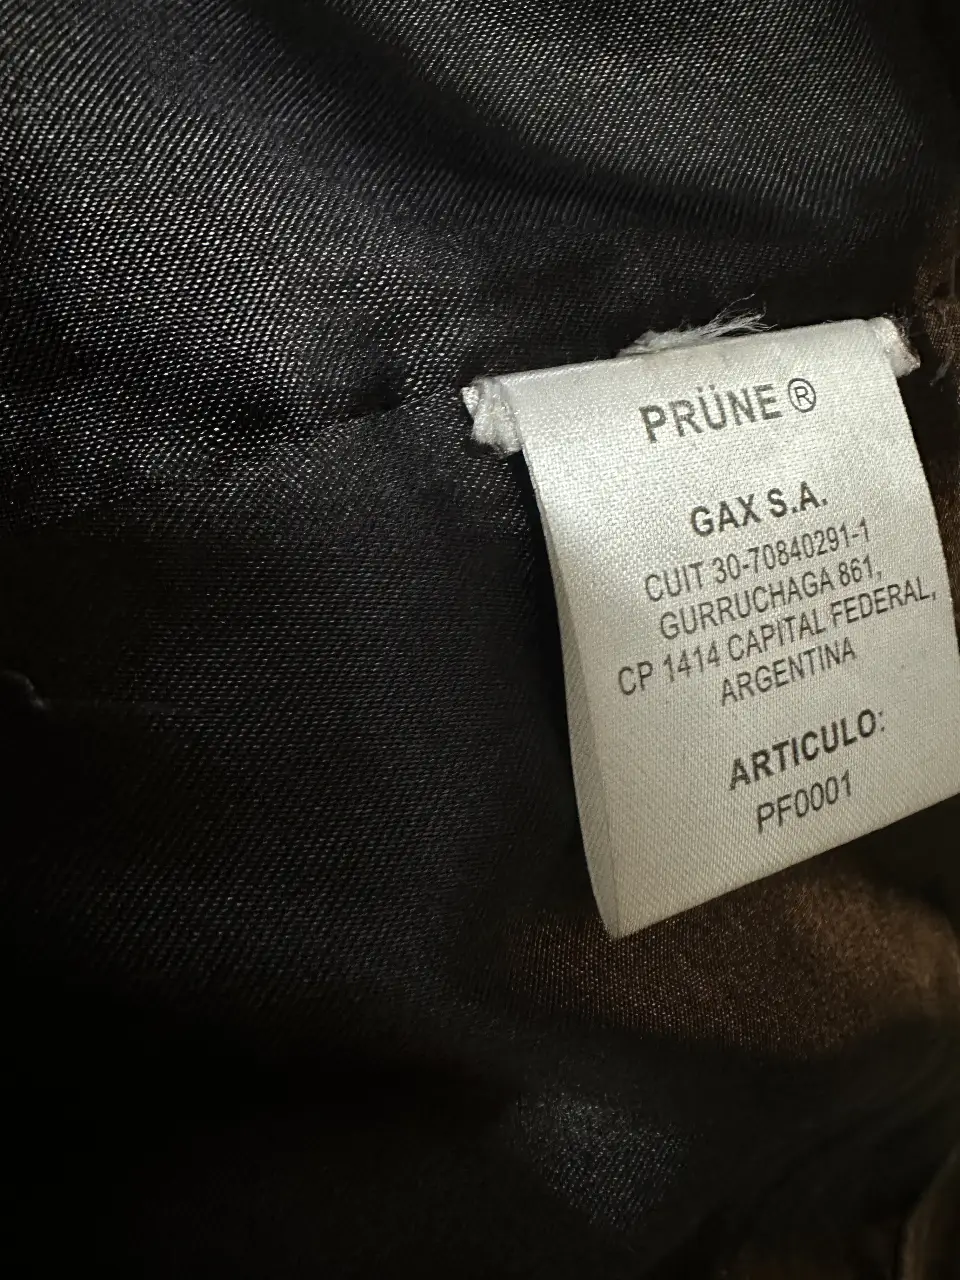 PRÜNE®
GAX S.A.
CUIT 30-70840291-1
GURRUCHAGA 861,
CP 1414 CAPITAL FEDERAL,
ARGENTINA
ARTICULO:
PF0001